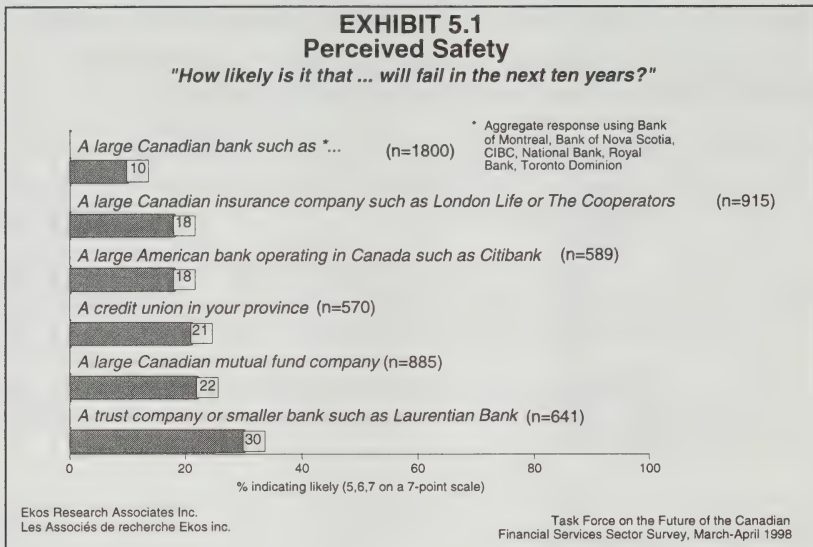 EXHIBIT 5.1
Perceived Safety
"How likely is it that ... will fail in the next ten years?"
A large Canadian bank such as *... (n=1800)
* Aggregate response using Bank
of Montreal, Bank of Nova Scotia,
CIBC, National Bank, Royal
Bank, Toronto Dominion
10
A large Canadian insurance company such as London Life or The Cooperators (n=915)
18
A large American bank operating in Canada such as Citibank (n=589)
18
A credit union in your province (n=570)
21
A large Canadian mutual fund company (n=885)
22
A trust company or smaller bank such as Laurentian Bank (n=641)
30
0 20 40 60 80 100
% indicating likely (5,6,7 on a 7-point scale)
Ekos Research Associates Inc.
Les Associés de recherche Ekos inc.
Task Force on the Future of the Canadian
Financial Services Sector Survey, March-April 1998